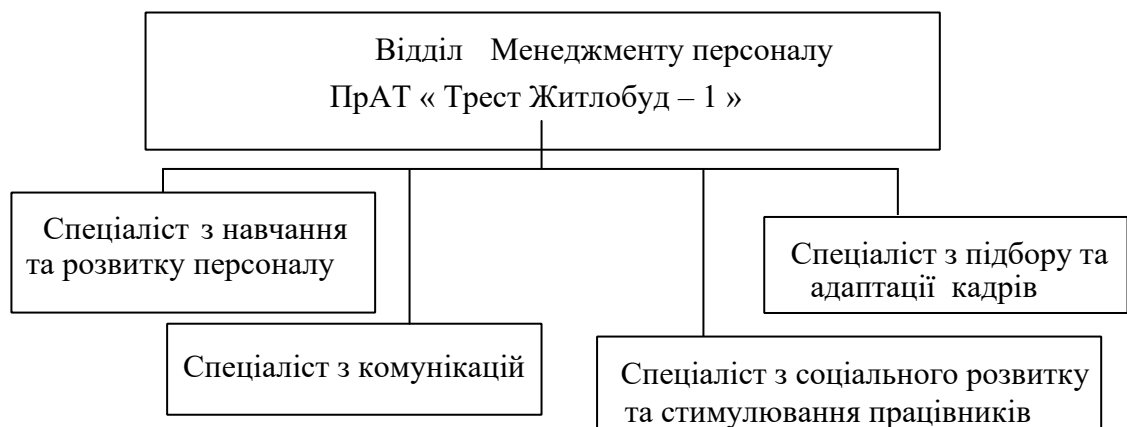 Відділ Менеджменту персоналу
ПрАТ « Трест Житлобуд – 1 »
Спеціаліст з навчання
та розвитку персоналу
Спеціаліст з підбору та
адаптації кадрів
Спеціаліст з комунікацій
Спеціаліст з соціального розвитку
та стимулювання працівників